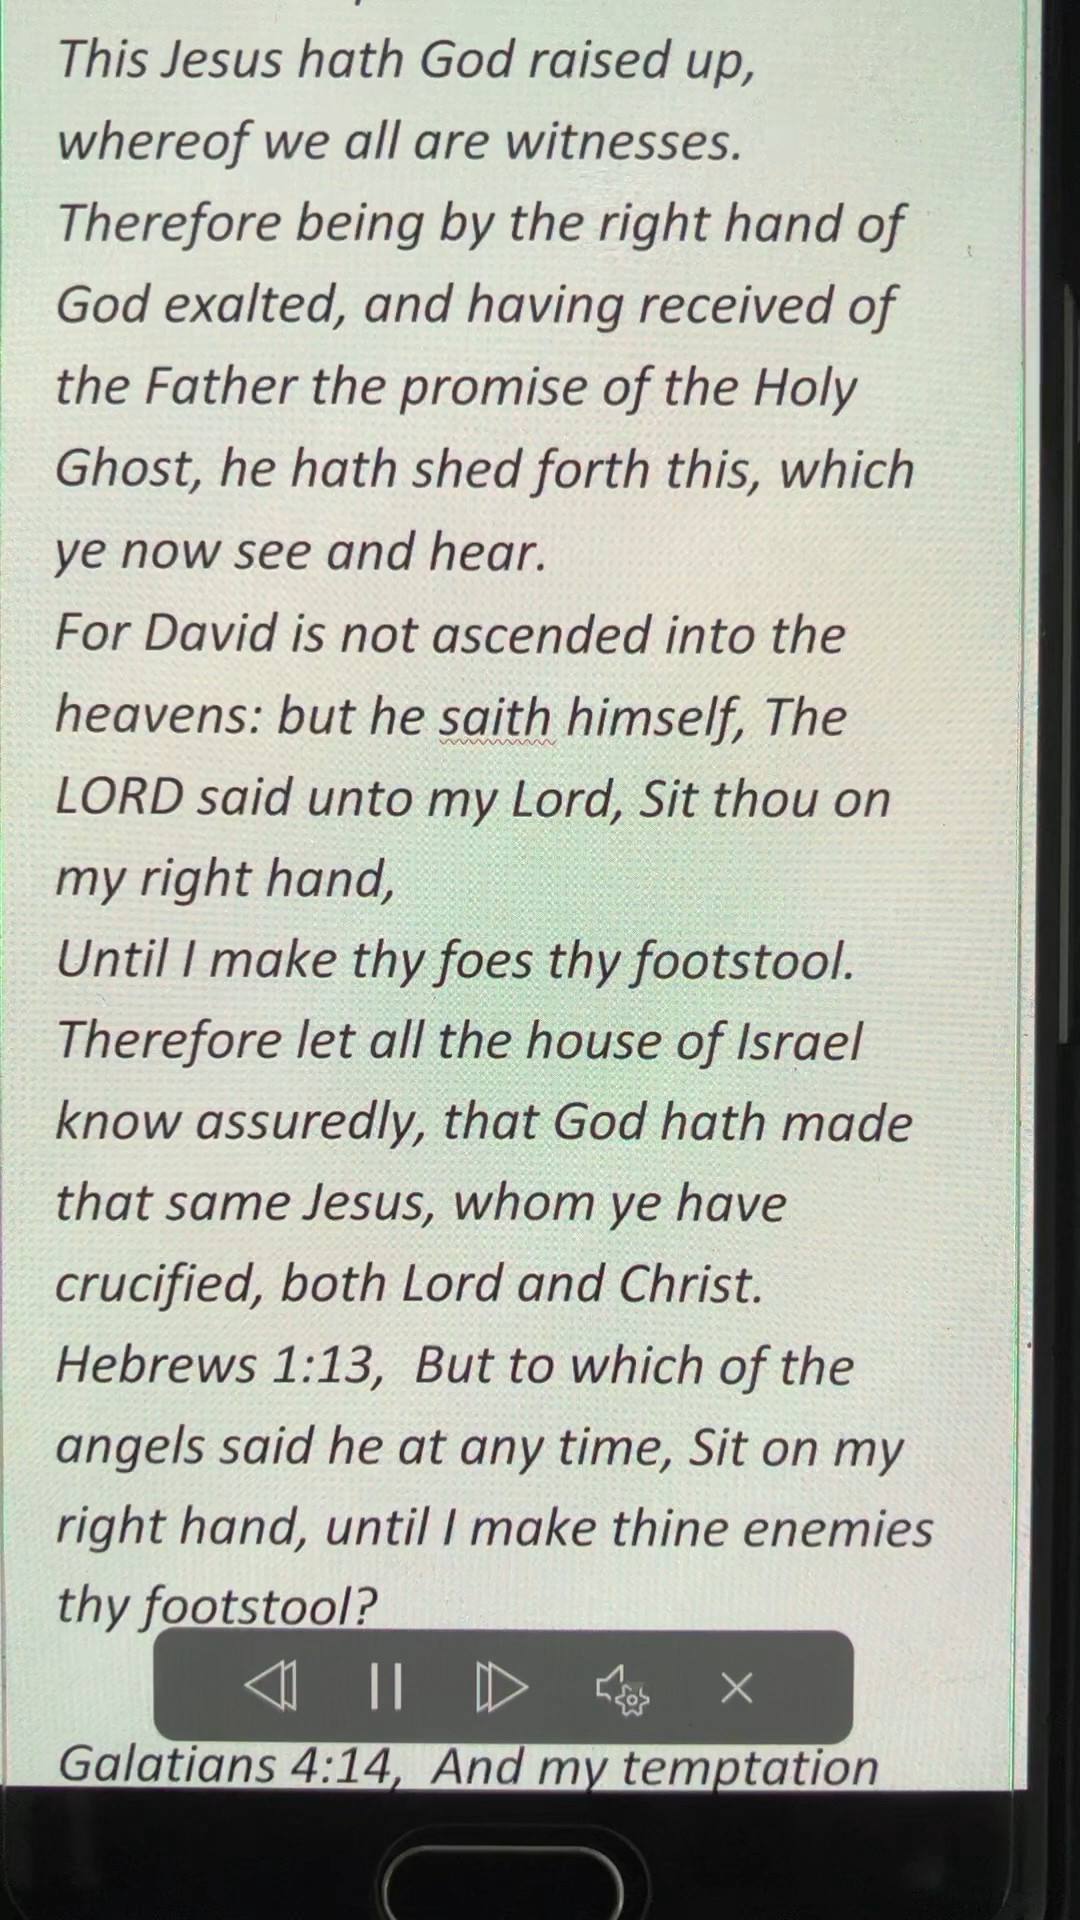 This Jesus hath God raised up,
whereof we all are witnesses.
Therefore being by the right hand of
God exalted, and having received of
the Father the promise of the Holy
Ghost, he hath shed forth this, which
ye now see and hear.
For David is not ascended into the
heavens: but he saith himself, The
LORD said unto my Lord, Sit thou on
my right hand,
Until I make thy foes thy footstool.
Therefore let all the house of Israel
know assuredly, that God hath made
that same Jesus, whom ye have
crucified, both Lord and Christ.
Hebrews 1:13,  But to which of the
angels said he at any time, Sit on my
right hand, until I make thine enemies
thy footstool?
Galatians 4:14,  And my temptation